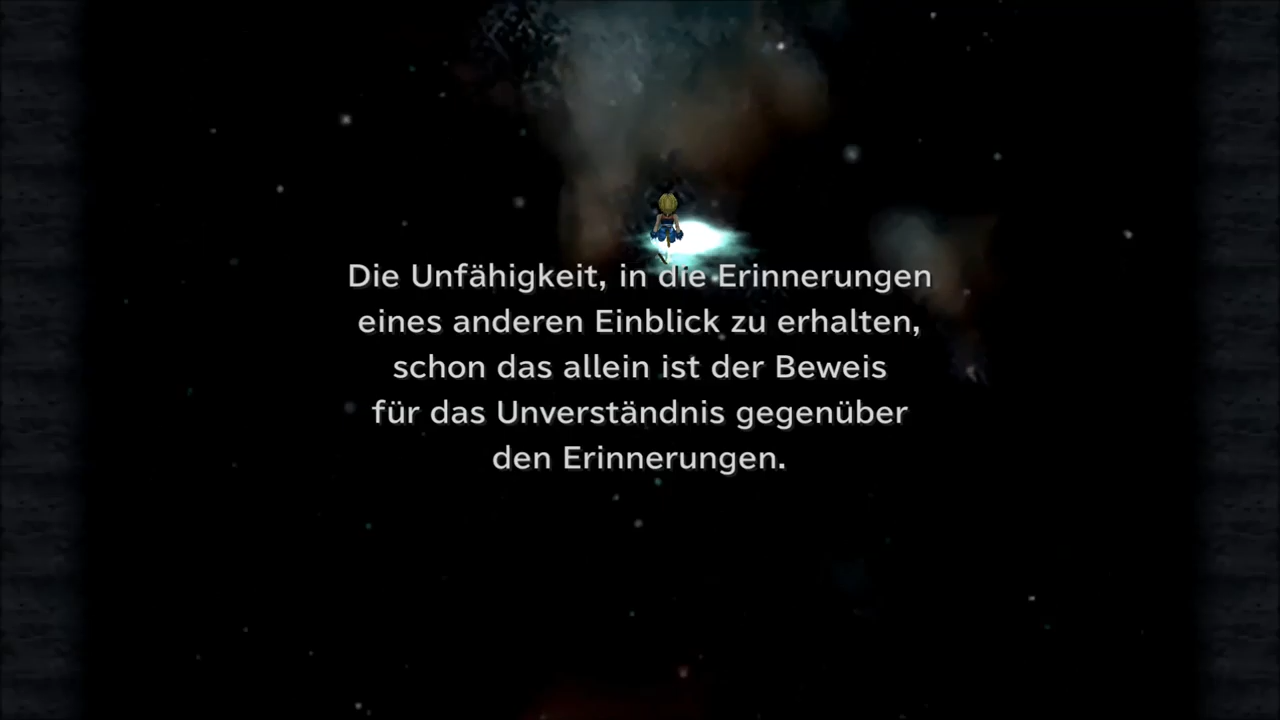 Die Unfähigkeit, in die Erinnerungen
eines anderen Einblick zu erhalten,
schon das allein ist der Beweis
für das Unverständnis gegenüber
den Erinnerungen.